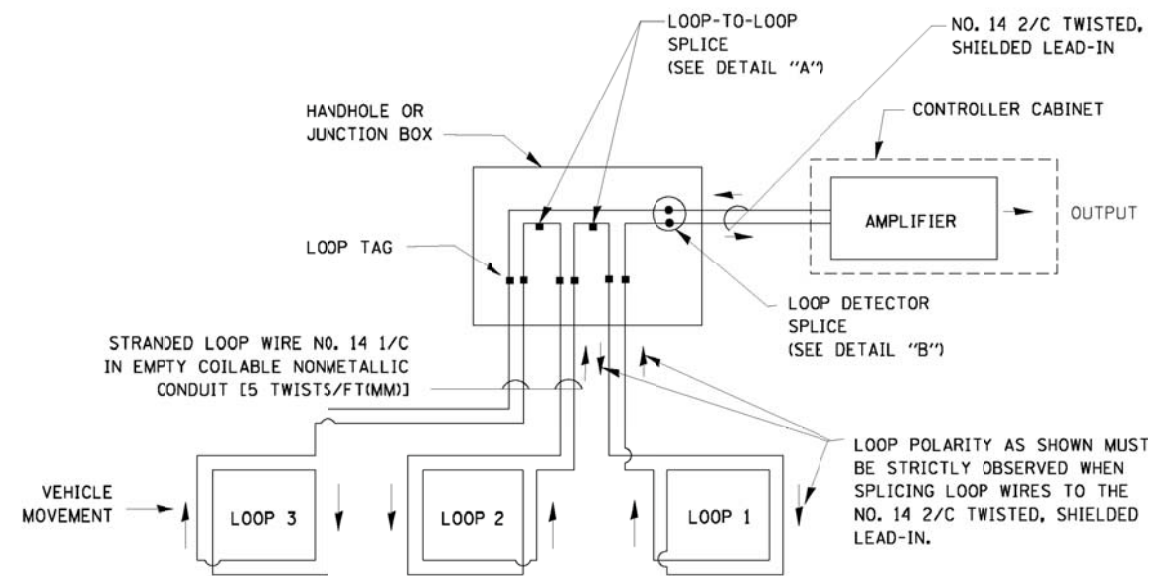 LOOP-TO-LOOP
SPLICE
(SEE DETAIL "A")
NO. 14 2/C TWISTED,
SHIELDED LEAD-IN
HANDHOLE OR
JUNCTION BOX
CONTROLLER CABINET
AMPLIFIER
OUTPUT
LOOP TAG
LOOP DETECTOR
SPLICE
(SEE DETAIL "B")
STRANDED LOOP WIRE NO. 14 1/C
IN EMPTY COILABLE NONMETALLIC
CONDUIT [5 TWISTS/FT(MM)]
LOOP POLARITY AS SHOWN MUST
BE STRICTLY OBSERVED WHEN
SPLICING LOOP WIRES TO THE
NO. 14 2/C TWISTED, SHIELDED
LEAD-IN.
VEHICLE
MOVEMENT
LOOP 3
LOOP 2
LOOP 1